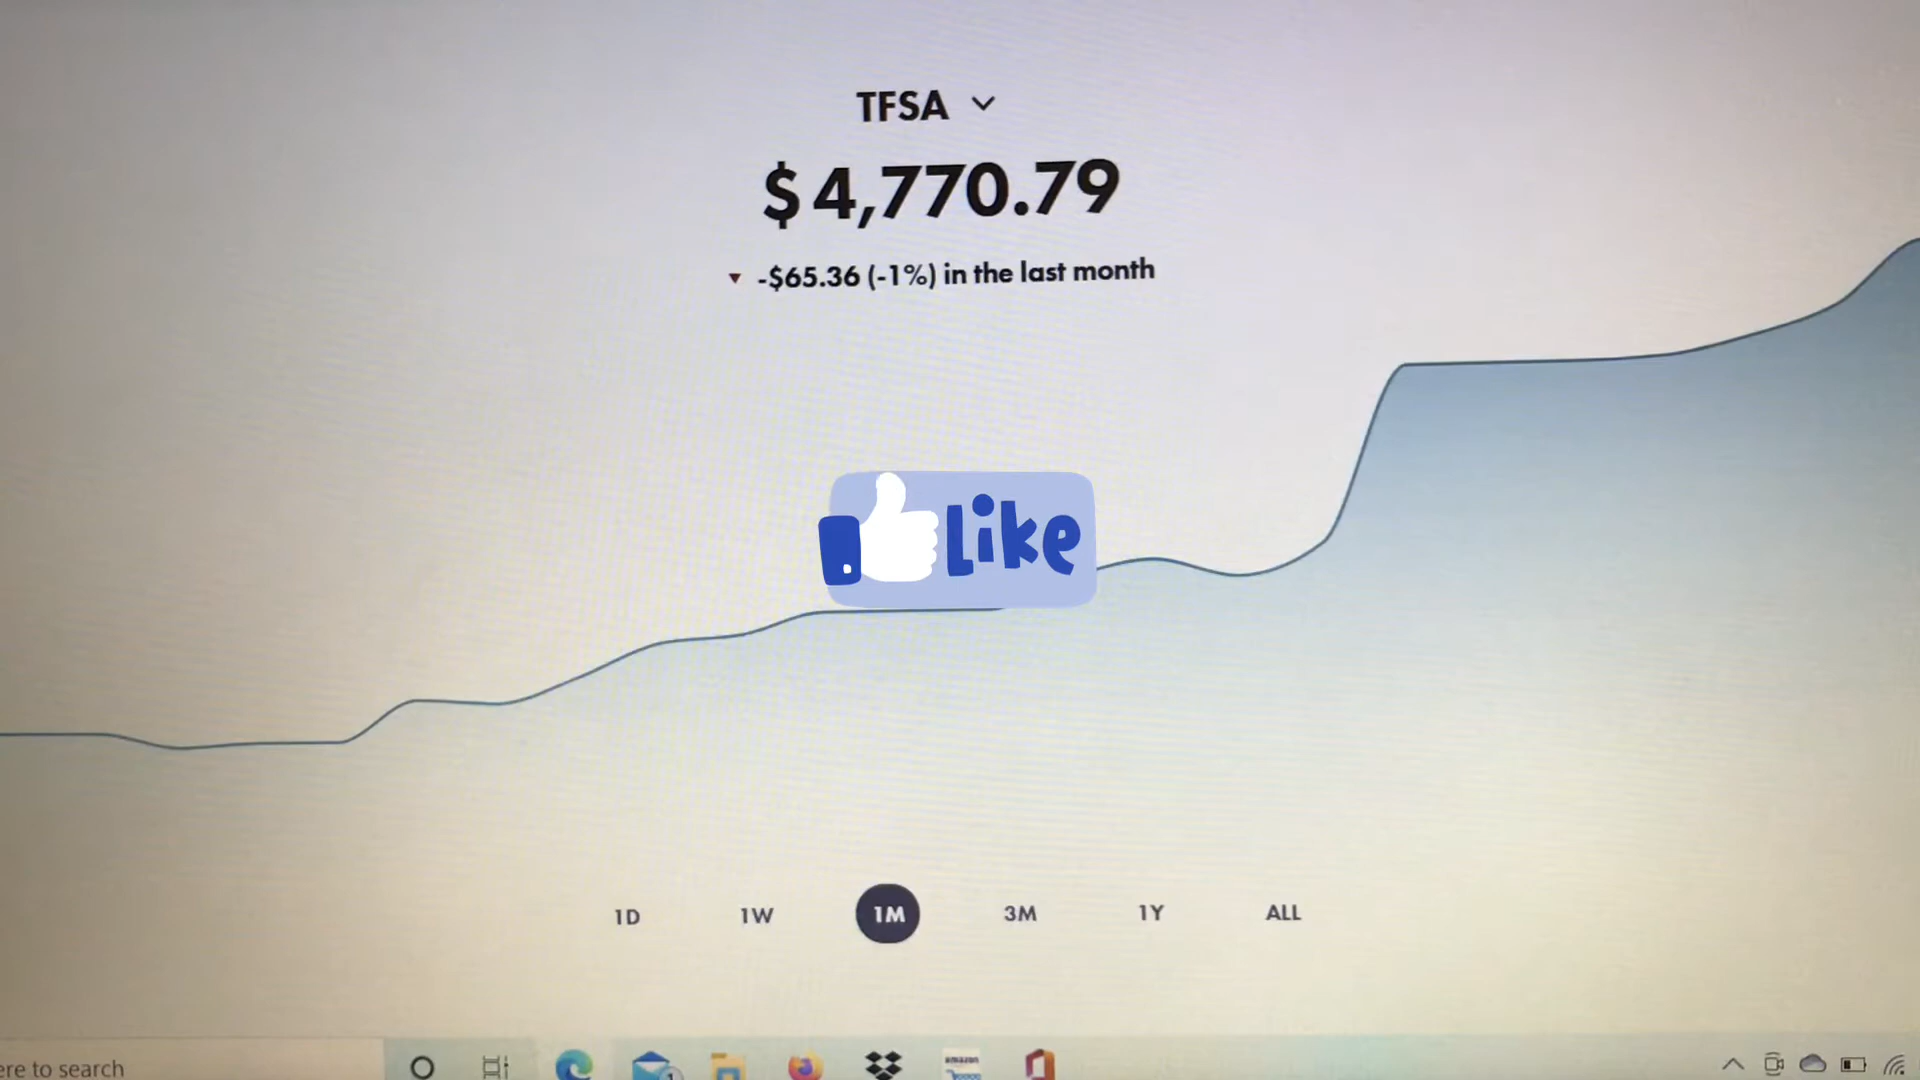 TFSA
$4,770.79
-$65.36 (-1%) in the last month
Like
1D 1W 1M 3M 1Y ALL
ere to search
amazon